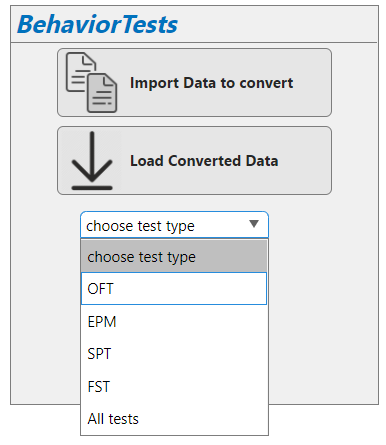 BehaviorTests
Import Data to convert
Load Converted Data
choose test type
choose test type
OFT
EPM
SPT
FST
All tests